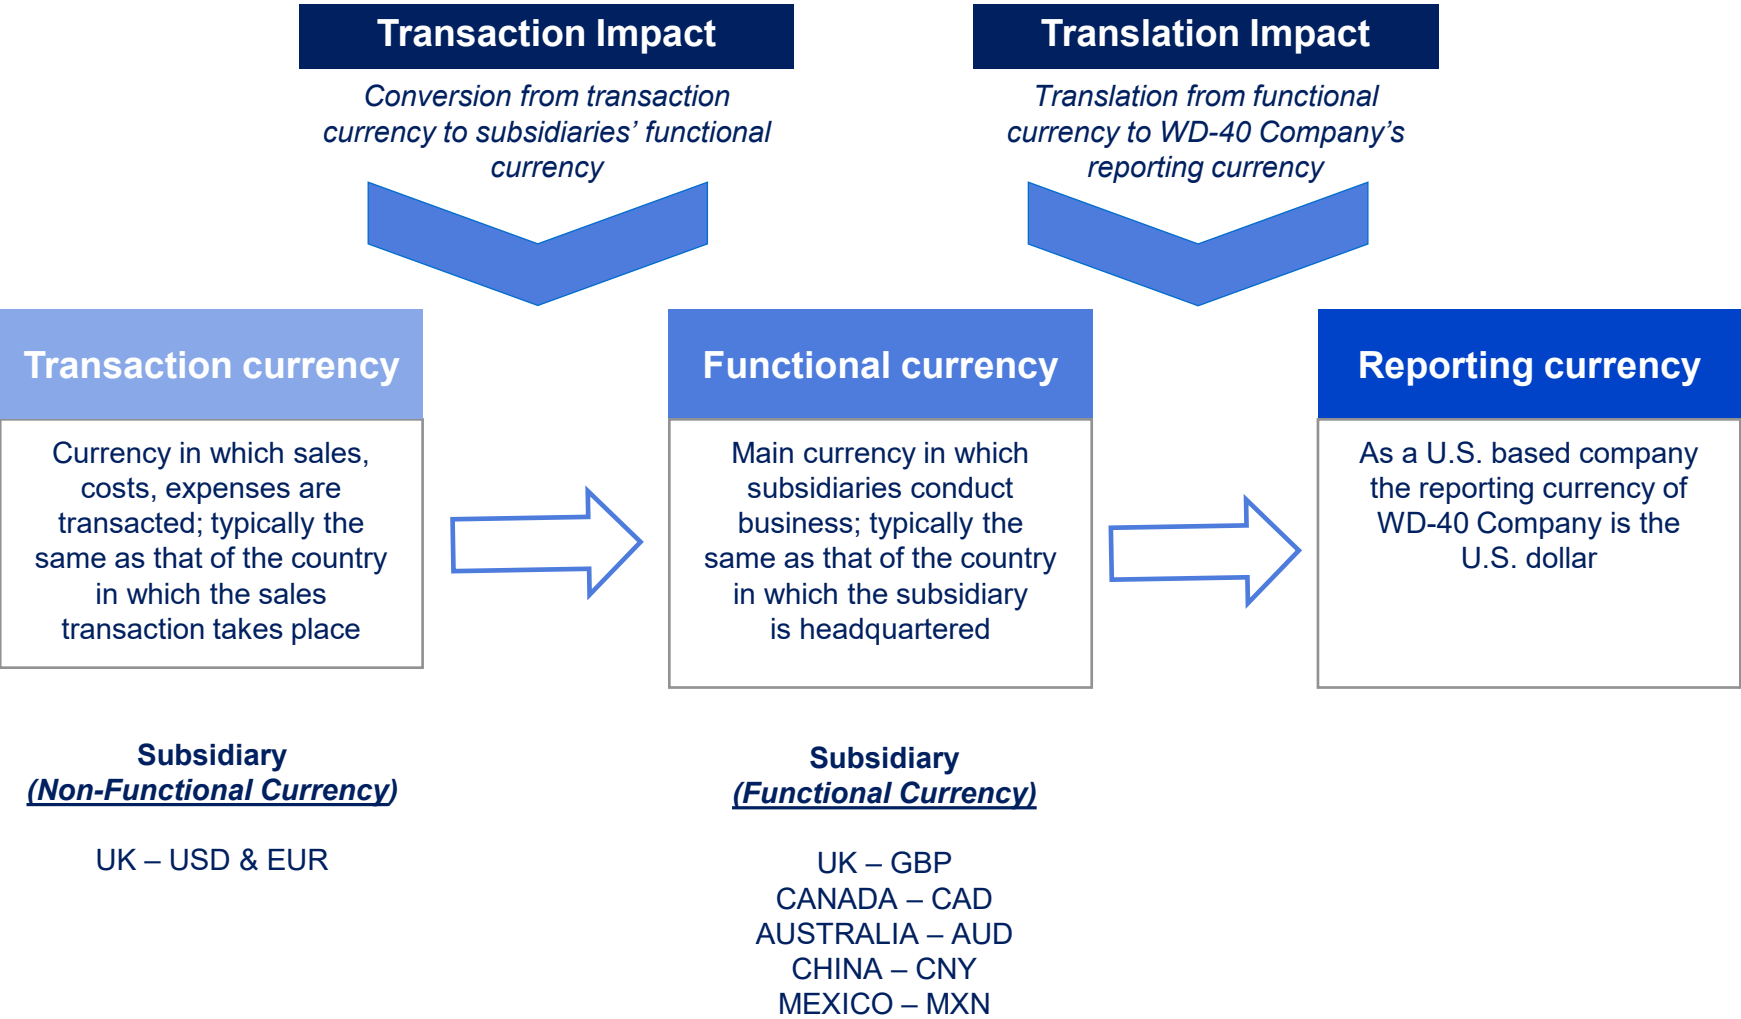 Transaction Impact
Conversion from transaction
currency to subsidiaries’ functional
currency
Translation Impact
Translation from functional
currency to WD-40 Company’s
reporting currency
Transaction currency
Currency in which sales,
costs, expenses are
transacted; typically the
same as that of the country
in which the sales
transaction takes place
Functional currency
Main currency in which
subsidiaries conduct
business; typically the
same as that of the country
in which the subsidiary
is headquartered
Reporting currency
As a U.S. based company
the reporting currency of
WD-40 Company is the
U.S. dollar
Subsidiary
(Non-Functional Currency)
UK – USD & EUR
Subsidiary
(Functional Currency)
UK – GBP
CANADA – CAD
AUSTRALIA – AUD
CHINA – CNY
MEXICO – MXN